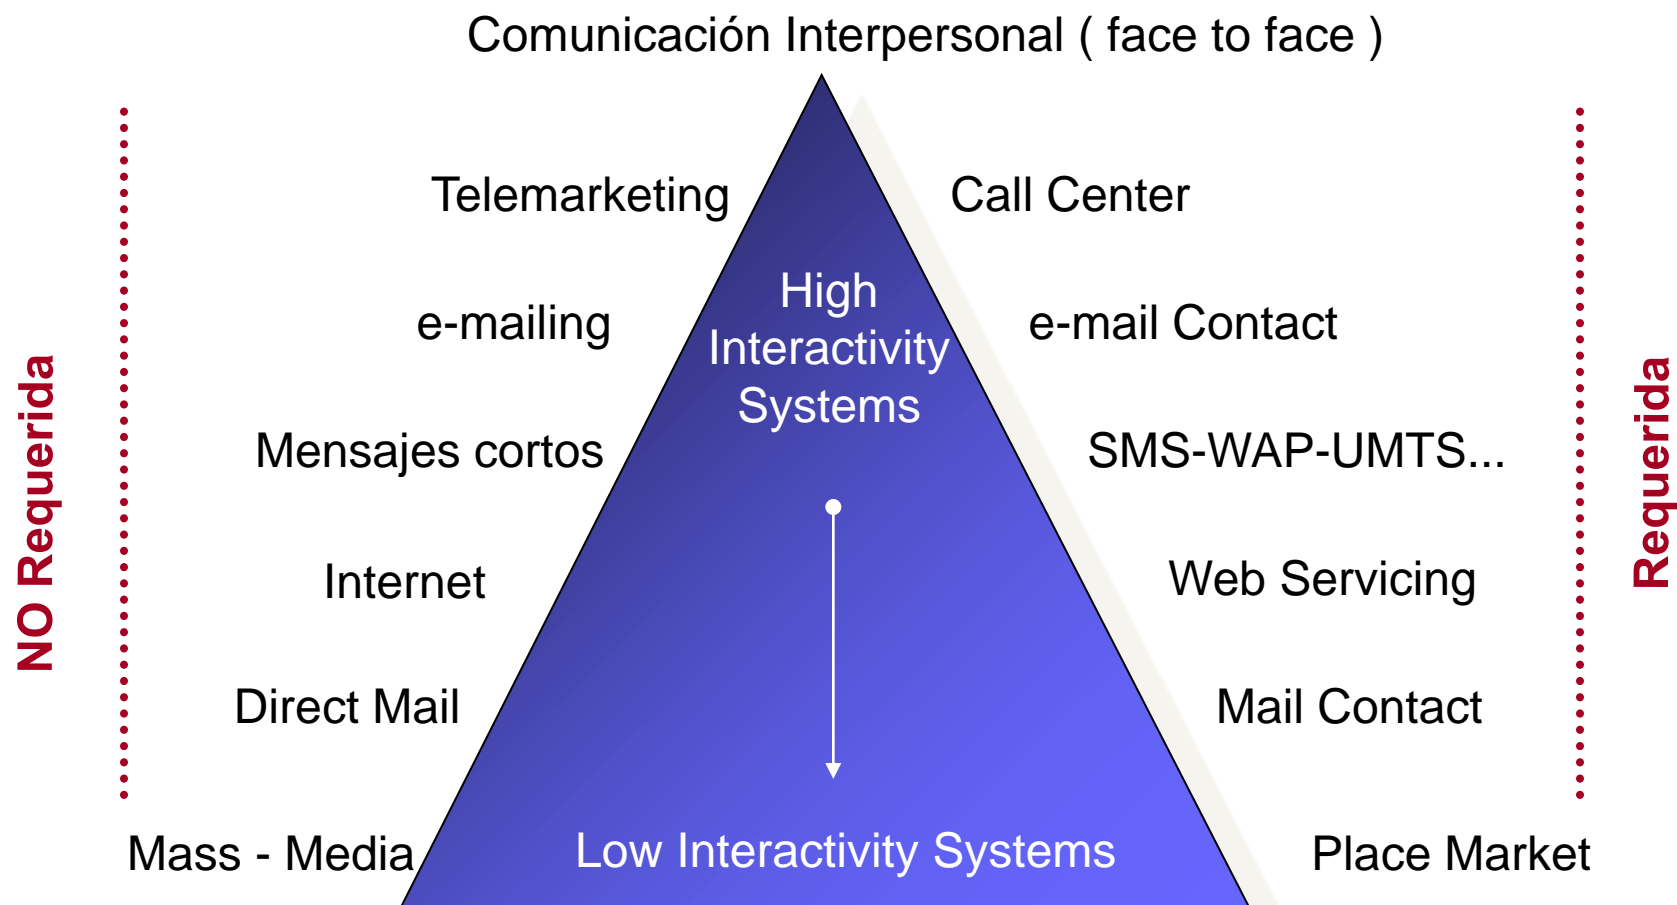 Comunicación Interpersonal ( face to face )
Telemarketing
Call Center
High
Interactivity
Systems
e-mailing
e-mail Contact
Mensajes cortos
SMS-WAP-UMTS...
NO Requerida
Requerida
Internet
Web Servicing
Direct Mail
Mail Contact
Mass - Media
Low Interactivity Systems
Place Market